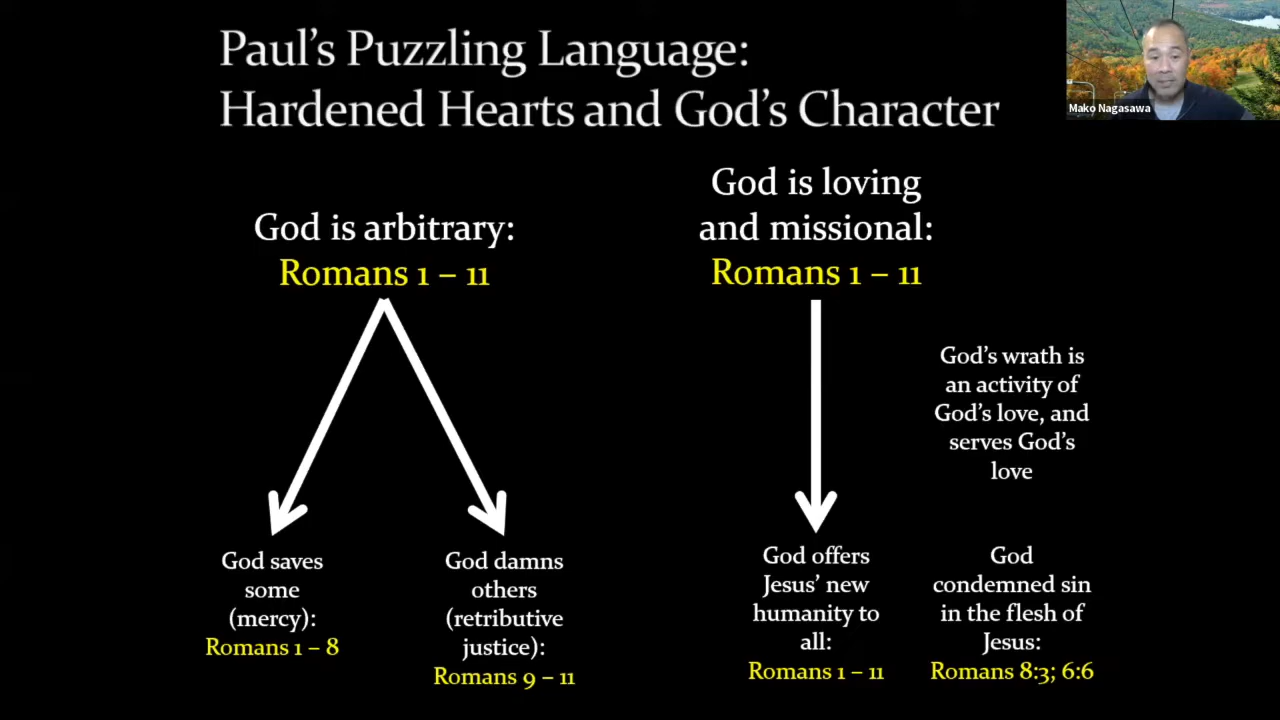 Paul's Puzzling Language:
Hardened Hearts and God's Character
Mako Nagasawa
God is arbitrary:
Romans 1 – 11
God saves
some
(mercy):
Romans 1 – 8
God damns
others
(retributive
justice):
Romans 9 – 11
God is loving
and missional:
Romans 1 – 11
God's wrath is
an activity of
God's love, and
serves God's
love
God offers
Jesus' new
humanity to
all:
Romans 1 – 11
God
condemned sin
in the flesh of
Jesus:
Romans 8:3; 6:6